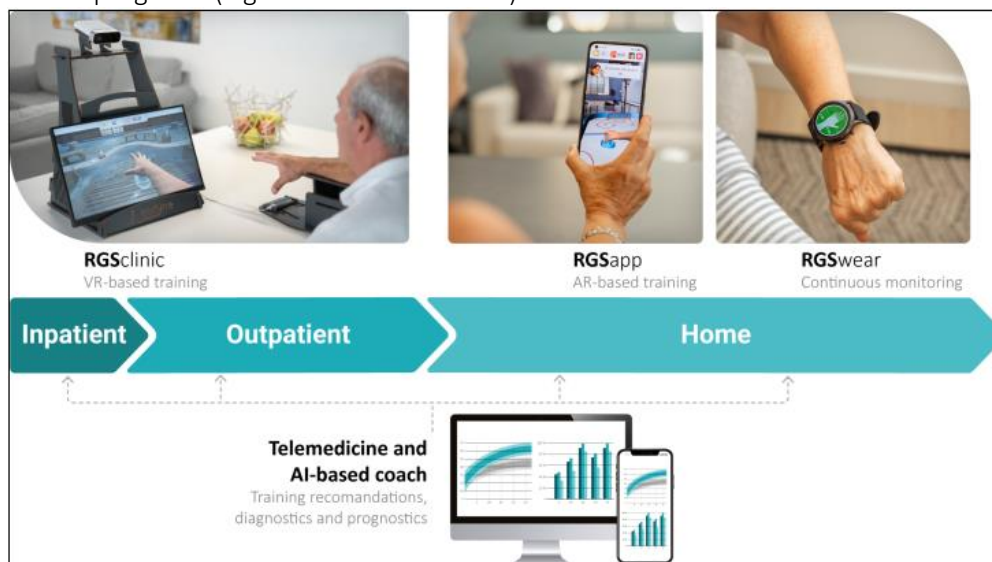 RGSclinic
VR-based training
RGSapp
AR-based training
RGSwear
Continuous monitoring
Inpatient
Outpatient
Home
Telemedicine and
AI-based coach
Training recomandations,
diagnostics and prognostics